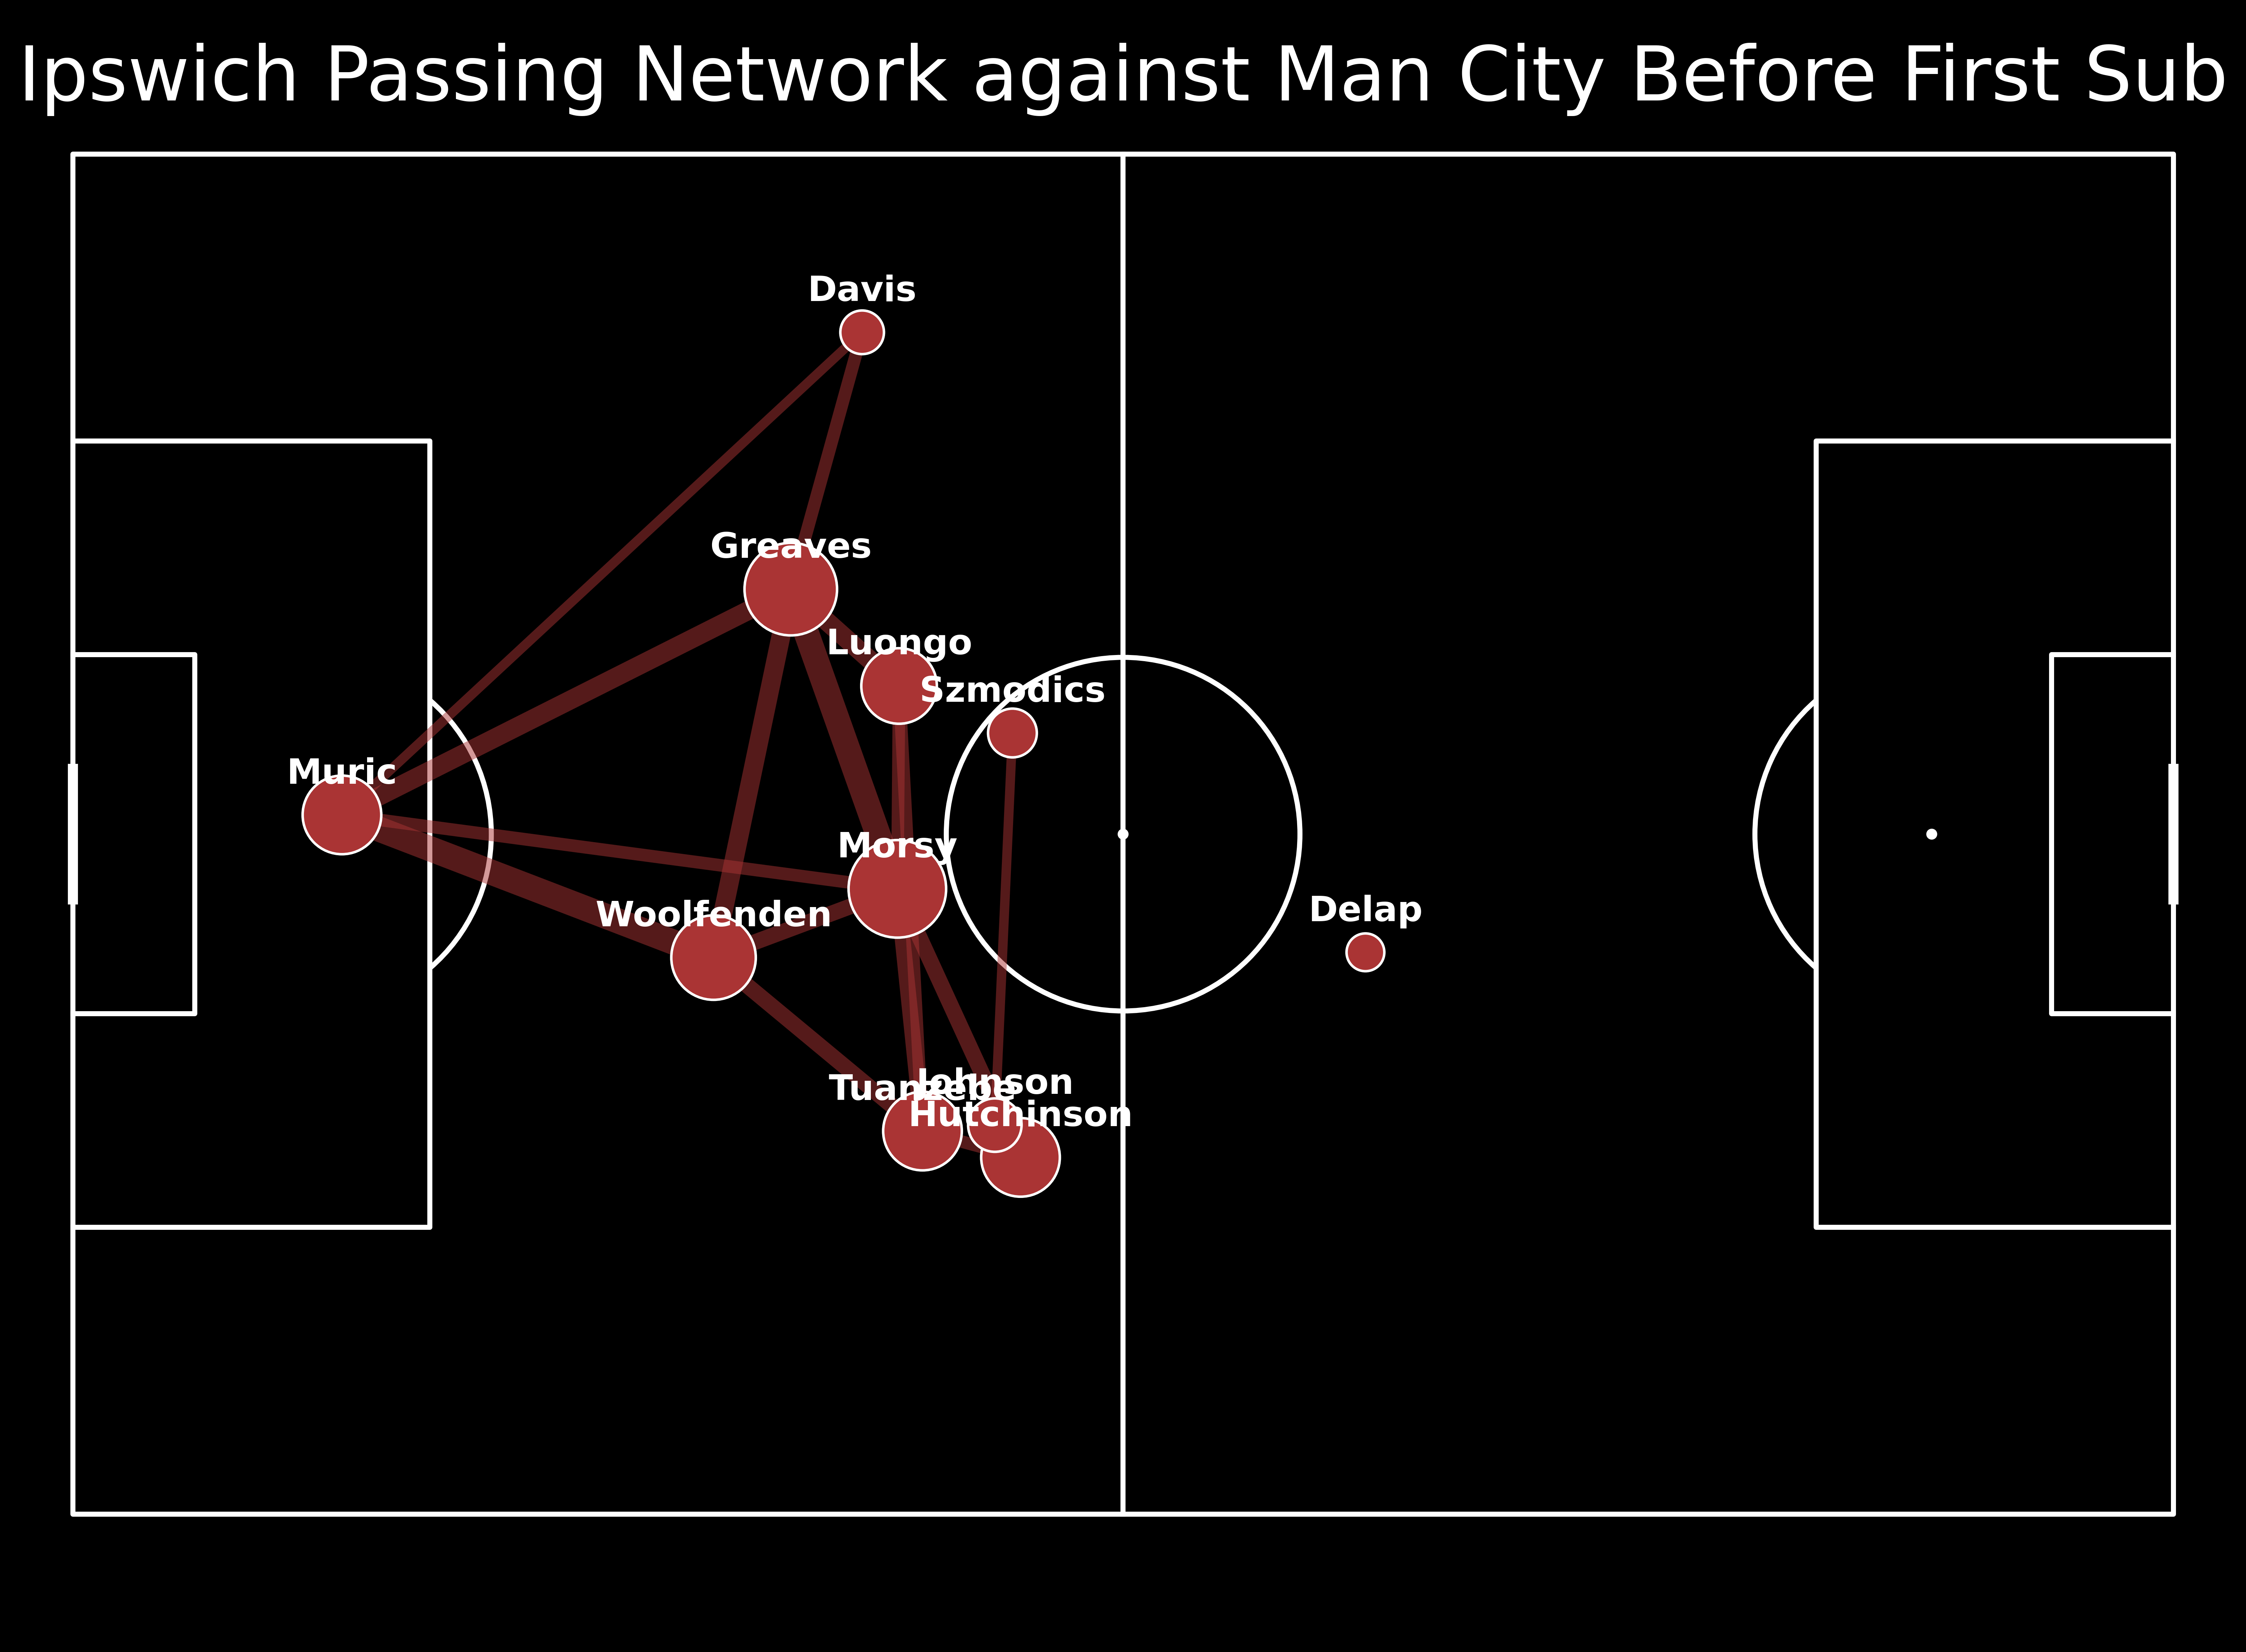 Ipswich Passing Network against Man City Before First Sub
Davis
Greaves
Luongo
Szmodics
Muric
Morsy
Woolfenden
Delap
Johnson
Tuanzebe
Hutchinson